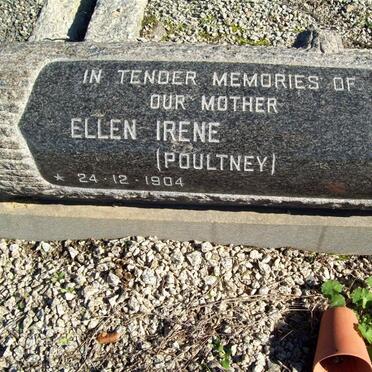 IN TENDER MEMORIES OF
OUR MOTHER
ELLEN IRENE
(POULTNEY)
* 24-12-1904